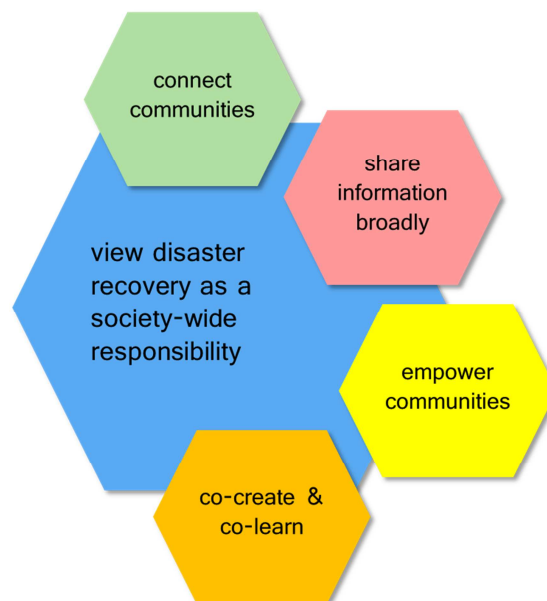 connect
communities
share
information
broadly
view disaster
recovery as a
society-wide
responsibility
empower
communities
co-create &
co-learn